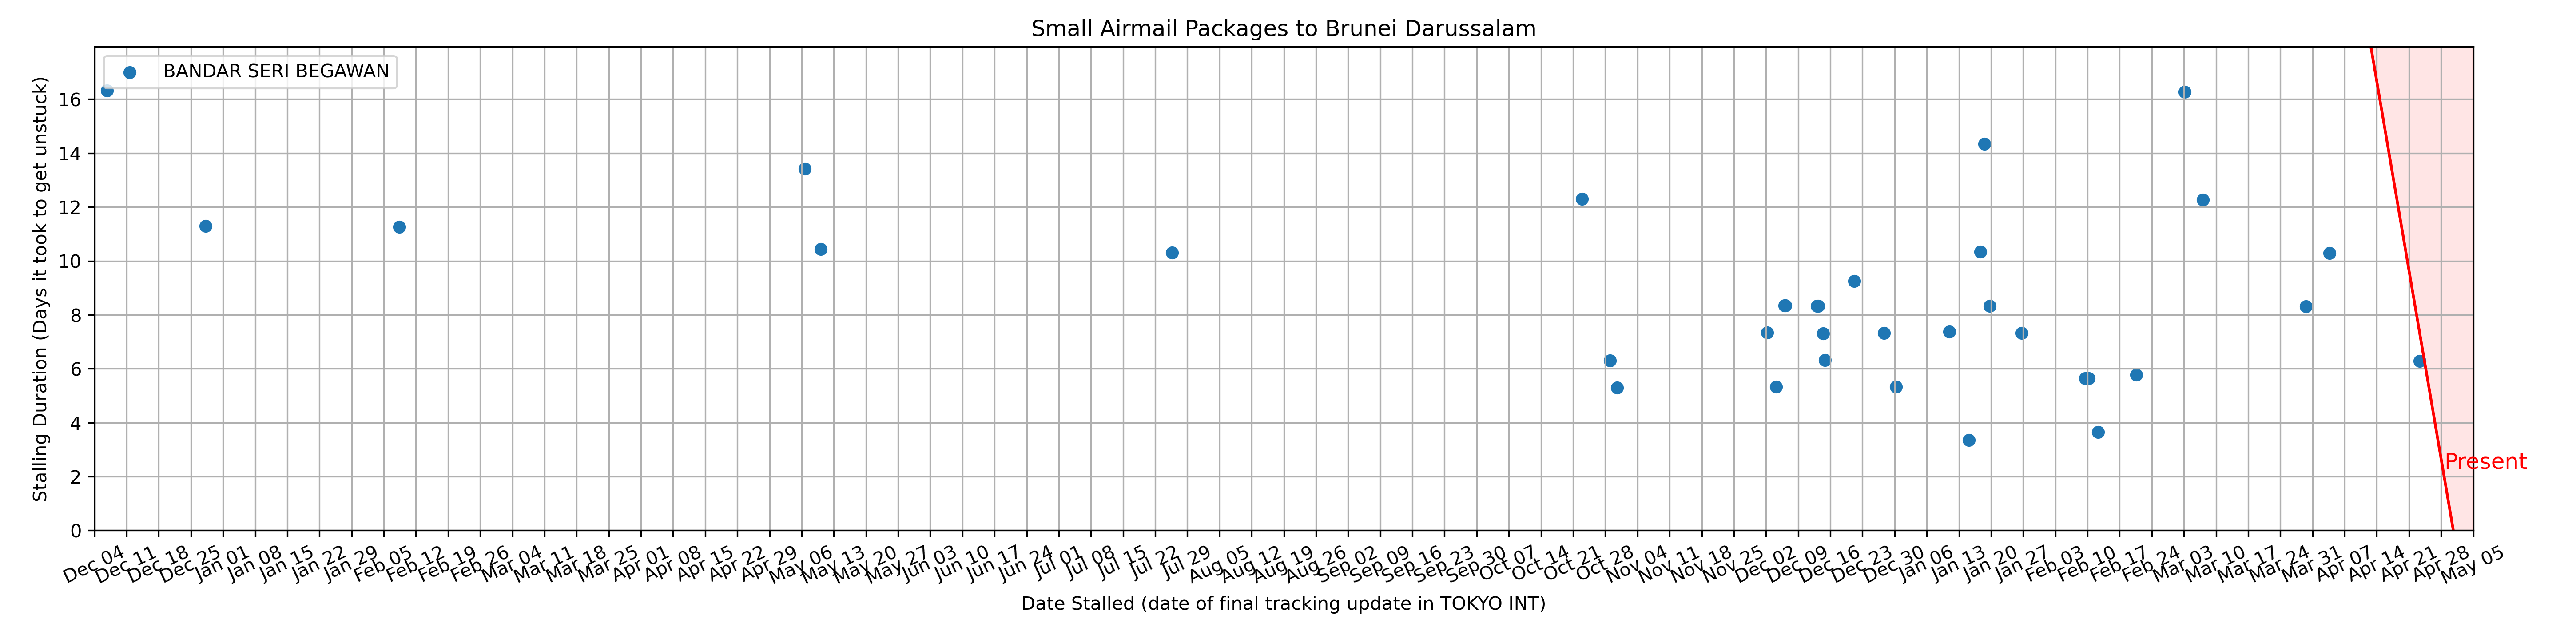 Small Airmail Packages to Brunei Darussalam
BANDAR SERI BEGAWAN
Stalling Duration (Days it took to get unstuck)
16
14
12
10
8
6
4
2
0
Present
Dec 04
Dec 11
Dec 18
Dec 25
Jan 01
Jan 08
Jan 15
Jan 22
Jan 29
Feb 05
Feb 12
Feb 19
Feb 26
Mar 04
Mar 11
Mar 18
Mar 25
Apr 01
Apr 08
Apr 15
Apr 22
Apr 29
May 06
May 13
May 20
May 27
Jun 03
Jun 10
Jun 17
Jun 24
Jul 01
Jul 08
Jul 15
Jul 22
Jul 29
Aug 05
Aug 12
Aug 19
Aug 26
Sep 02
Sep 09
Sep 16
Sep 23
Sep 30
Oct 07
Oct 14
Oct 21
Oct 28
Nov 04
Nov 11
Nov 18
Nov 25
Dec 02
Dec 09
Dec 16
Dec 23
Dec 30
Jan 06
Jan 13
Jan 20
Jan 27
Feb 03
Feb 10
Feb 17
Feb 24
Mar 03
Mar 10
Mar 17
Mar 24
Mar 31
Apr 07
Apr 14
Apr 21
Apr 28
May 05
Date Stalled (date of final tracking update in TOKYO INT)